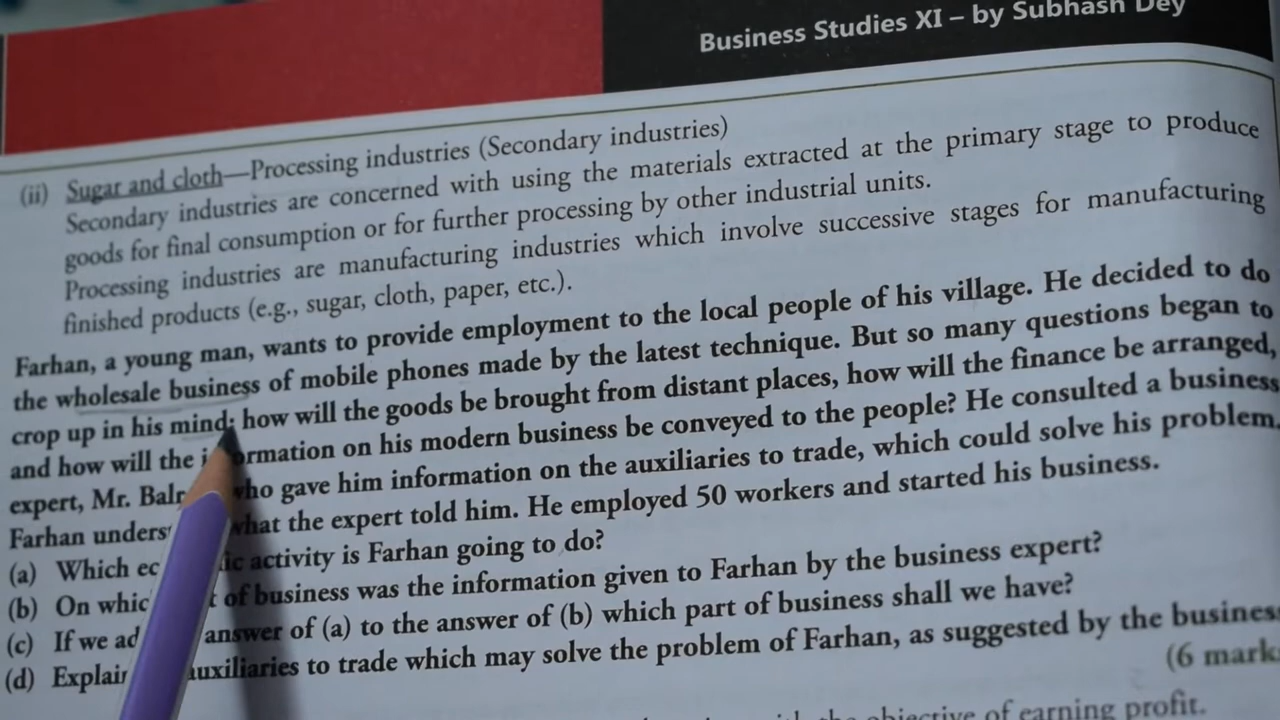 Business Studies XI – by Subhash Dey
(ii) Sugar and cloth—Processing industries (Secondary industries)
Secondary industries are concerned with using the materials extracted at the primary stage to produce
goods for final consumption or for further processing by other industrial units.
Processing industries are manufacturing industries which involve successive stages for manufacturing
finished products (e.g., sugar, cloth, paper, etc.).
Farhan, a young man, wants to provide employment to the local people of his village. He decided to do
the wholesale business of mobile phones made by the latest technique. But so many questions began to
crop up in his mind: how will the goods be brought from distant places, how will the finance be arranged,
and how will the information on his modern business be conveyed to the people? He consulted a business
expert, Mr. who gave him information on the auxiliaries to trade, which could solve his problem.
Farhan what the expert told him. He employed 50 workers and started his business.
(a) Which activity is Farhan going to do?
(b) On of business was the information given to Farhan by the business expert?
(c) If we answer of (a) to the answer of (b) which part of business shall we have?
(d) Explain auxiliaries to trade which may solve the problem of Farhan, as suggested by the business
(6 mark
objective of earning profit.